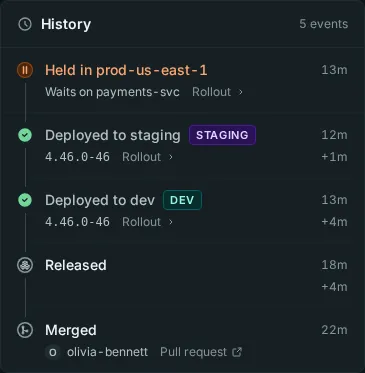 History 5 events
Held in prod-us-east-1 13m
Waits on payments-svc Rollout ›
Deployed to staging STAGING 12m
4.46.0-46 Rollout › +1m
Deployed to dev DEV 13m
4.46.0-46 Rollout › +4m
Released 18m
+4m
Merged 22m
O olivia-bennett Pull request